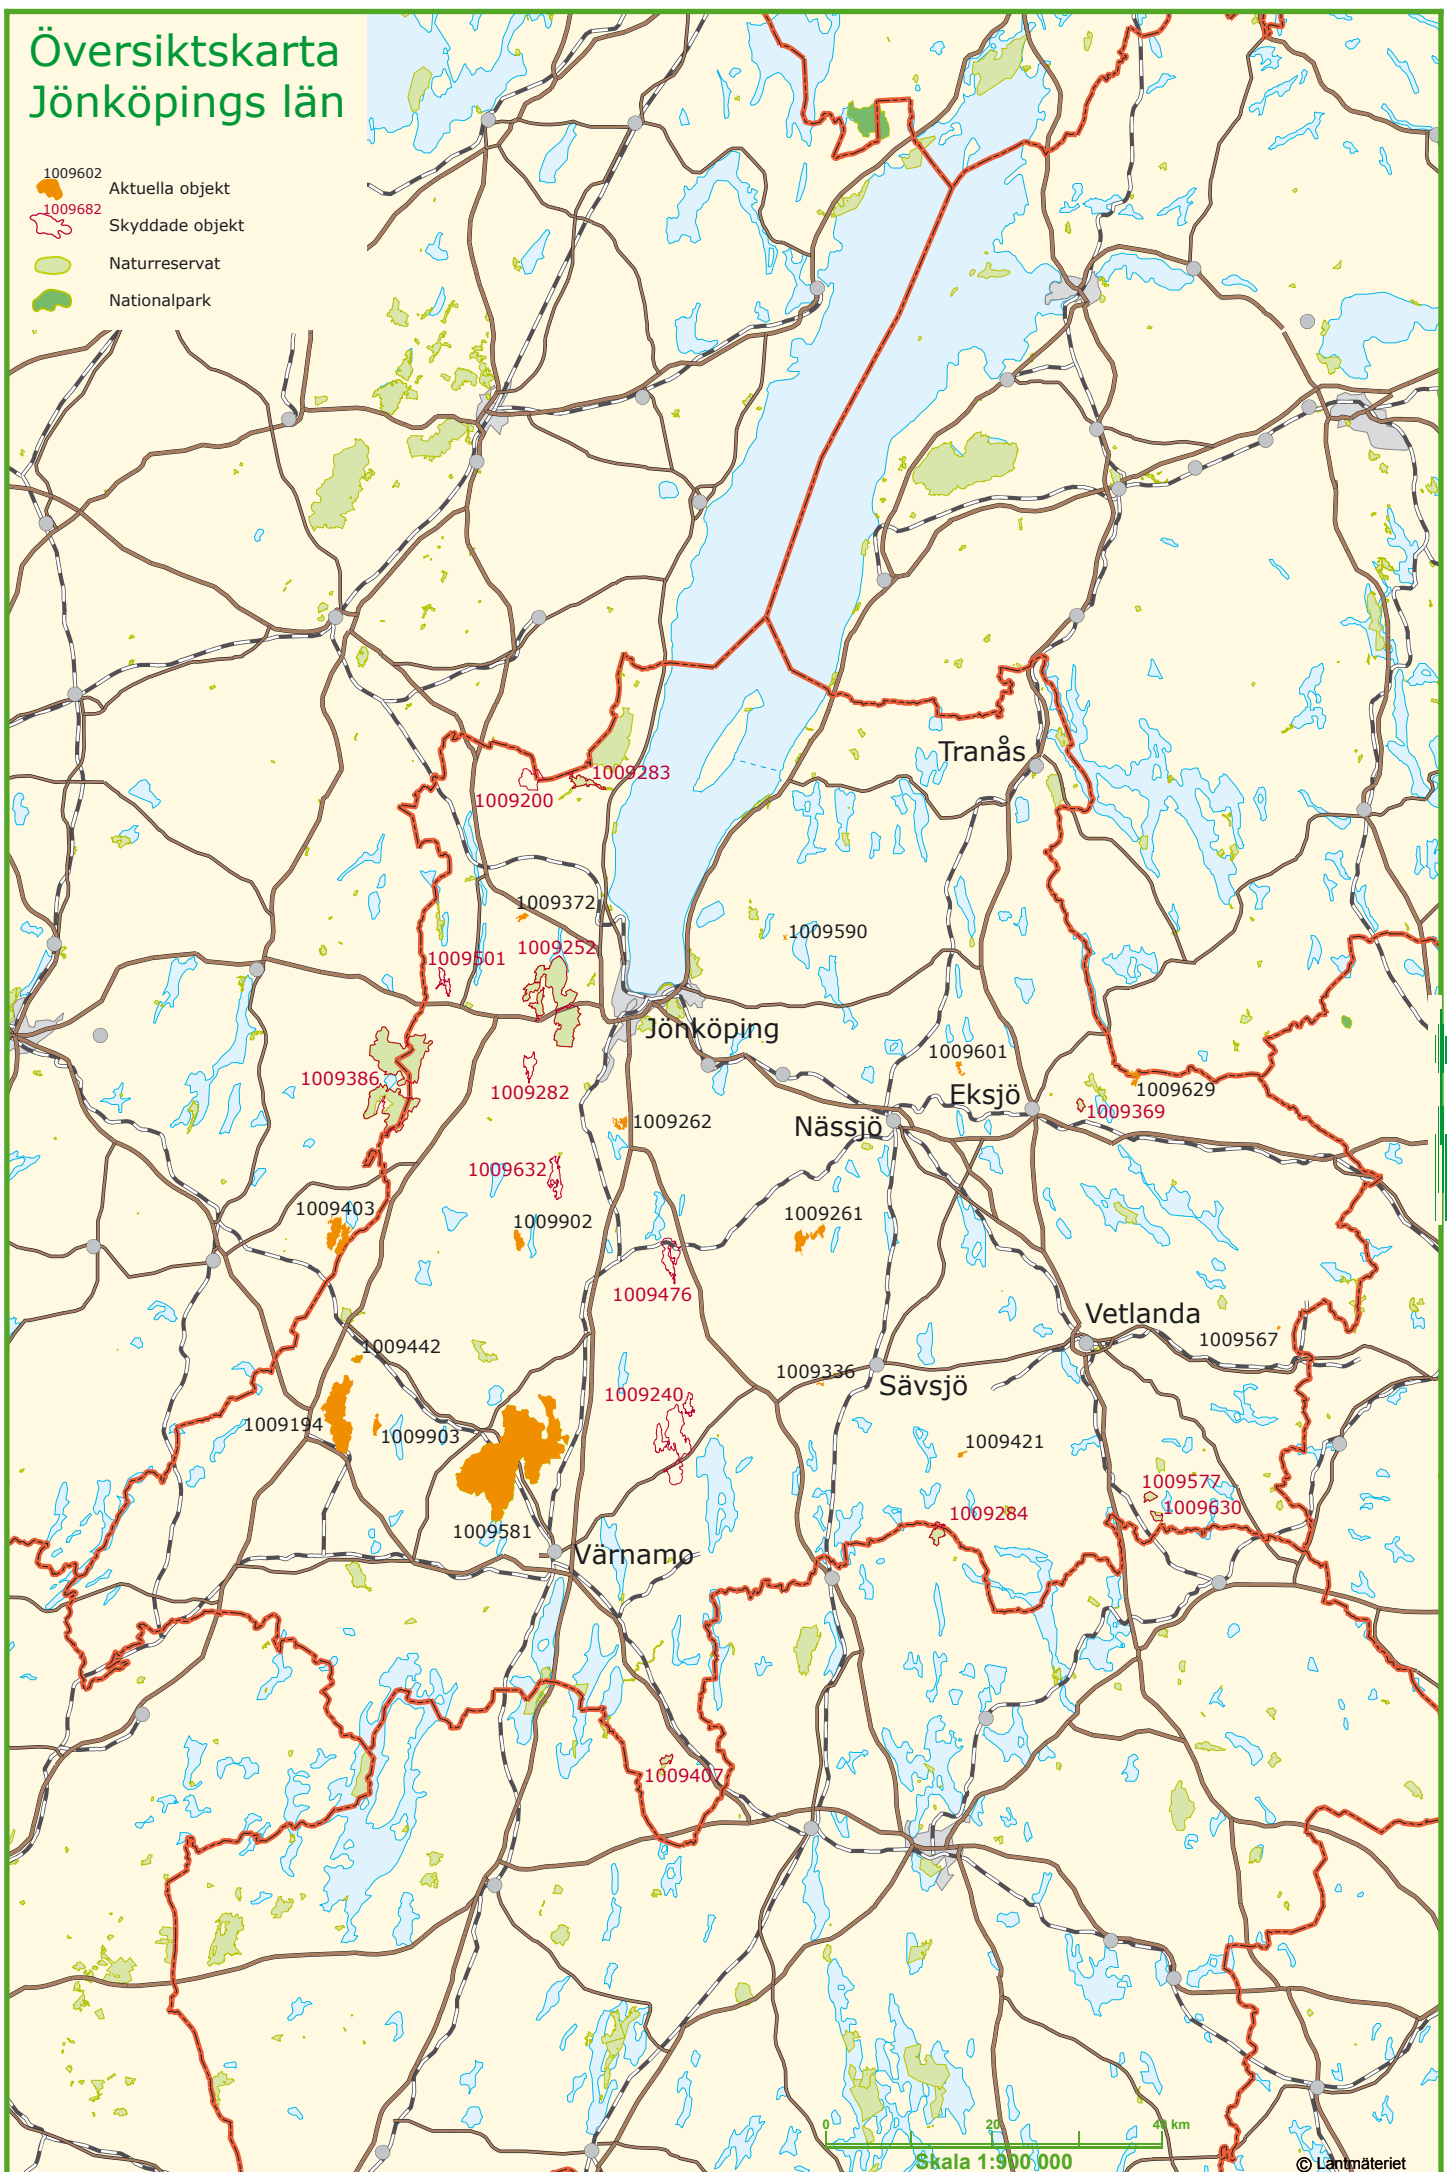 Översiktskarta
Jönköpings län
1009602
Aktuella objekt
1009682
Skyddade objekt
Naturreservat
Nationalpark
Tranås
1009283
1009200
1009372
1009590
1009252
1009501
Jönköping
1009601
1009386
1009282
Eksjö
1009629
1009369
1009262
Nässjö
1009632
1009403
1009902
1009261
1009476
Vetlanda
1009567
1009442
1009336
Sävsjö
1009240
1009194
1009903
1009421
1009577
1009630
1009284
1009581
Värnamo
1009407
0 20 40 km
Skala 1:900 000
© Lantmäteriet